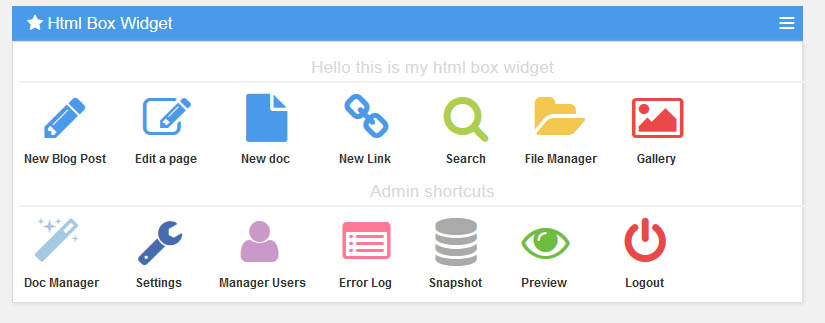 Html Box Widget
Hello this is my html box widget
New Blog Post Edit a page New doc New Link Search File Manager Gallery
Admin shortcuts
Doc Manager Settings Manager Users Error Log Snapshot Preview Logout